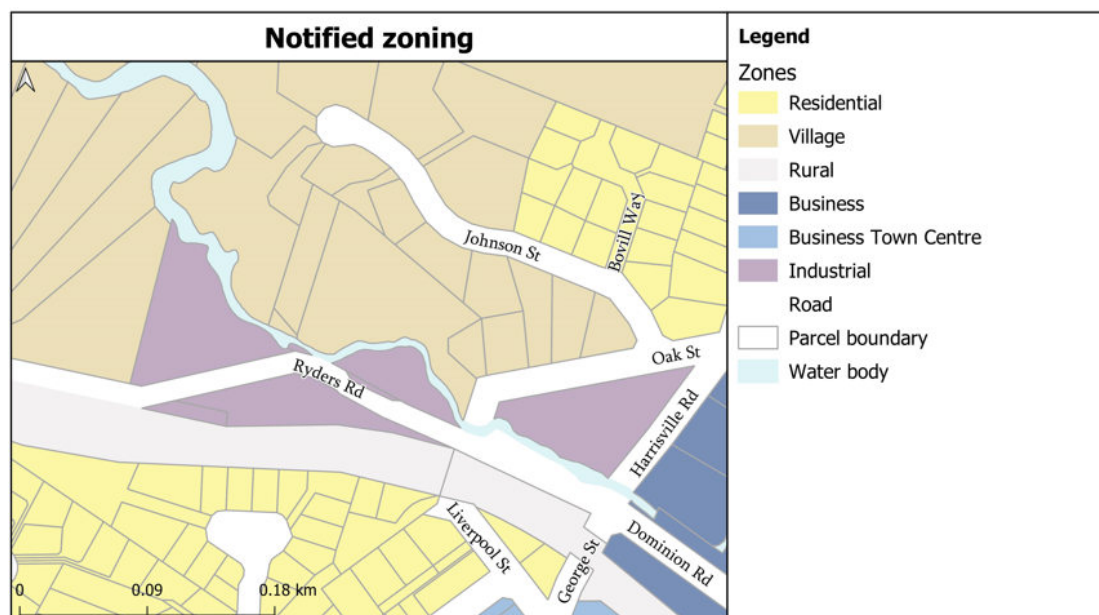 Notified zoning
Legend
Zones
Residential
Village
Rural
Business
Business Town Centre
Industrial
Road
Parcel boundary
Water body
Bovill Way
Johnson St
Oak St
Ryders Rd
Harrisville Rd
Liverpool St
Dominion Rd
George St
0 0.09 0.18 km